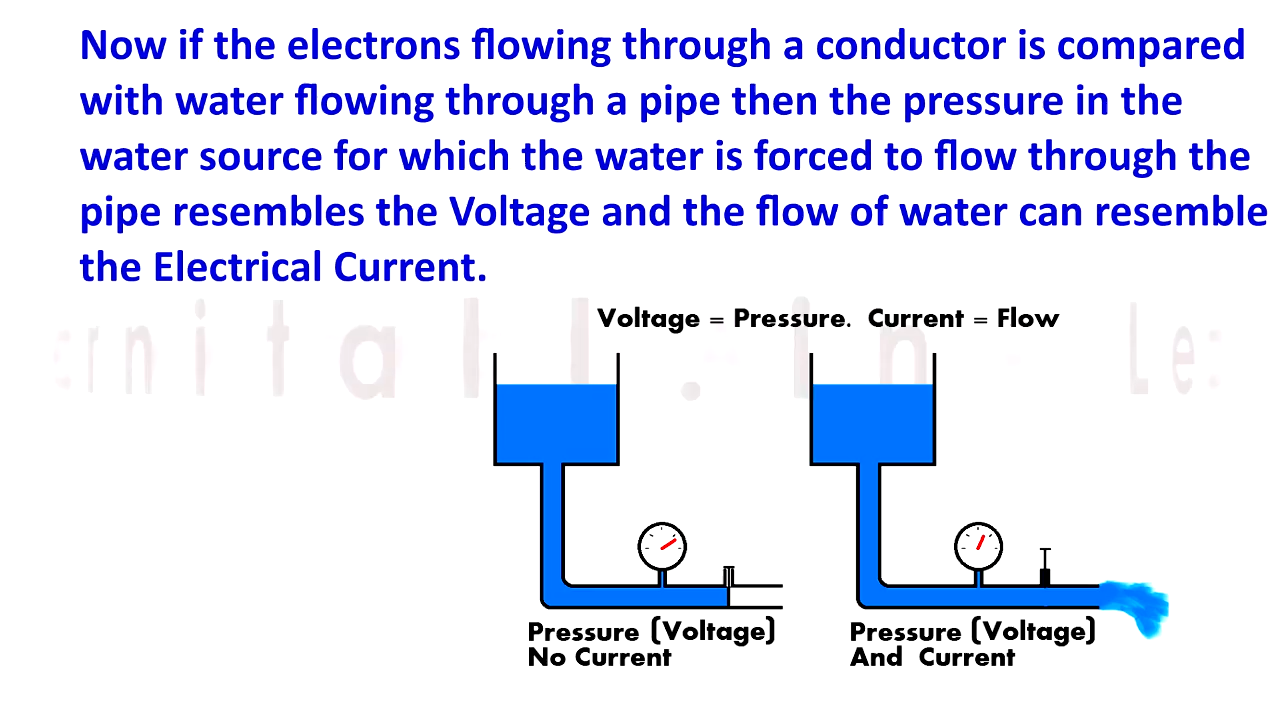 Now if the electrons flowing through a conductor is compared
with water flowing through a pipe then the pressure in the
water source for which the water is forced to flow through the
pipe resembles the Voltage and the flow of water can resemble
the Electrical Current.
Voltage = Pressure. Current = Flow
Pressure (Voltage)
No Current
Pressure (Voltage)
And Current